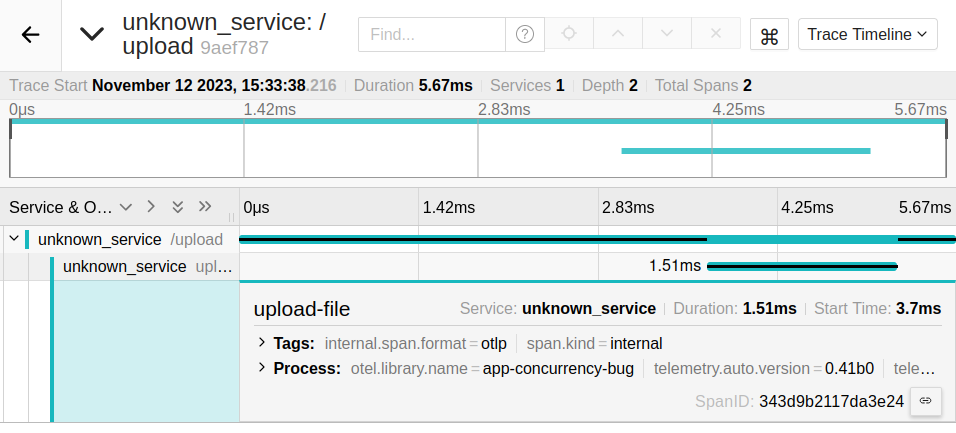 unknown_service: /
upload 9aef787
Find...
?
⌘
Trace Timeline
Trace Start November 12 2023, 15:33:38.216 Duration 5.67ms Services 1 Depth 2 Total Spans 2
0μs 1.42ms 2.83ms 4.25ms 5.67ms
Service & O... 0μs 1.42ms 2.83ms 4.25ms 5.67ms
unknown_service /upload
unknown_service upl... 1.51ms
upload-file Service: unknown_service Duration: 1.51ms Start Time: 3.7ms
Tags: internal.span.format = otlp span.kind = internal
Process: otel.library.name = app-concurrency-bug telemetry.auto.version = 0.41b0 tele...
SpanID: 343d9b2117da3e24